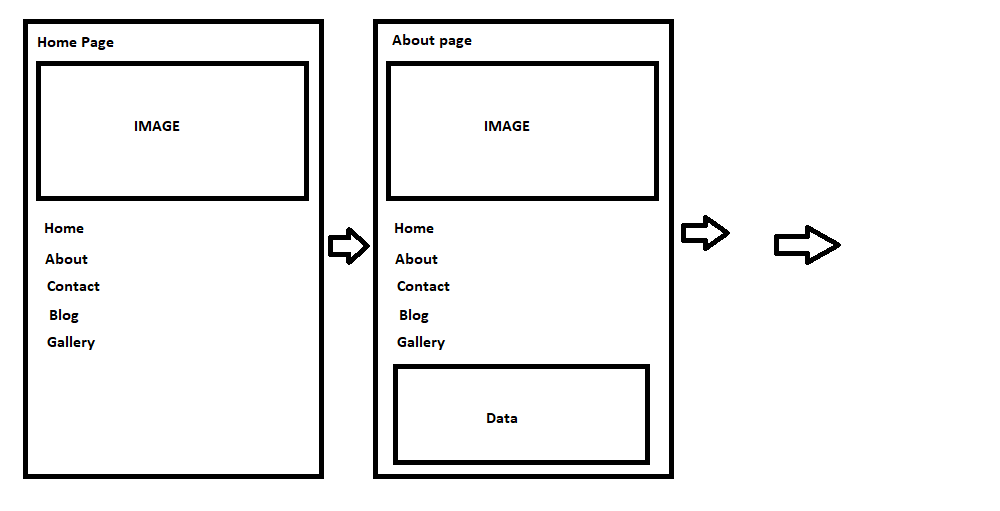 Home Page
IMAGE
Home
About
Contact
Blog
Gallery
About page
IMAGE
Home
About
Contact
Blog
Gallery
Data